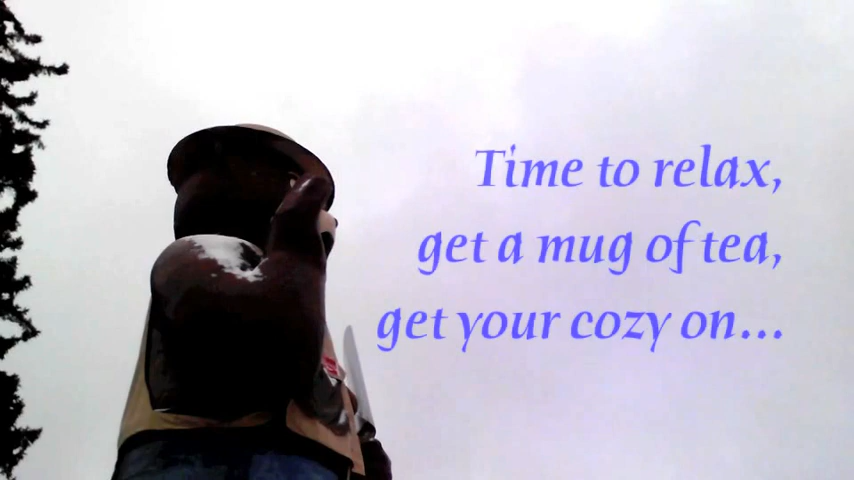 Time to relax,
get a mug of tea,
get your cozy on...